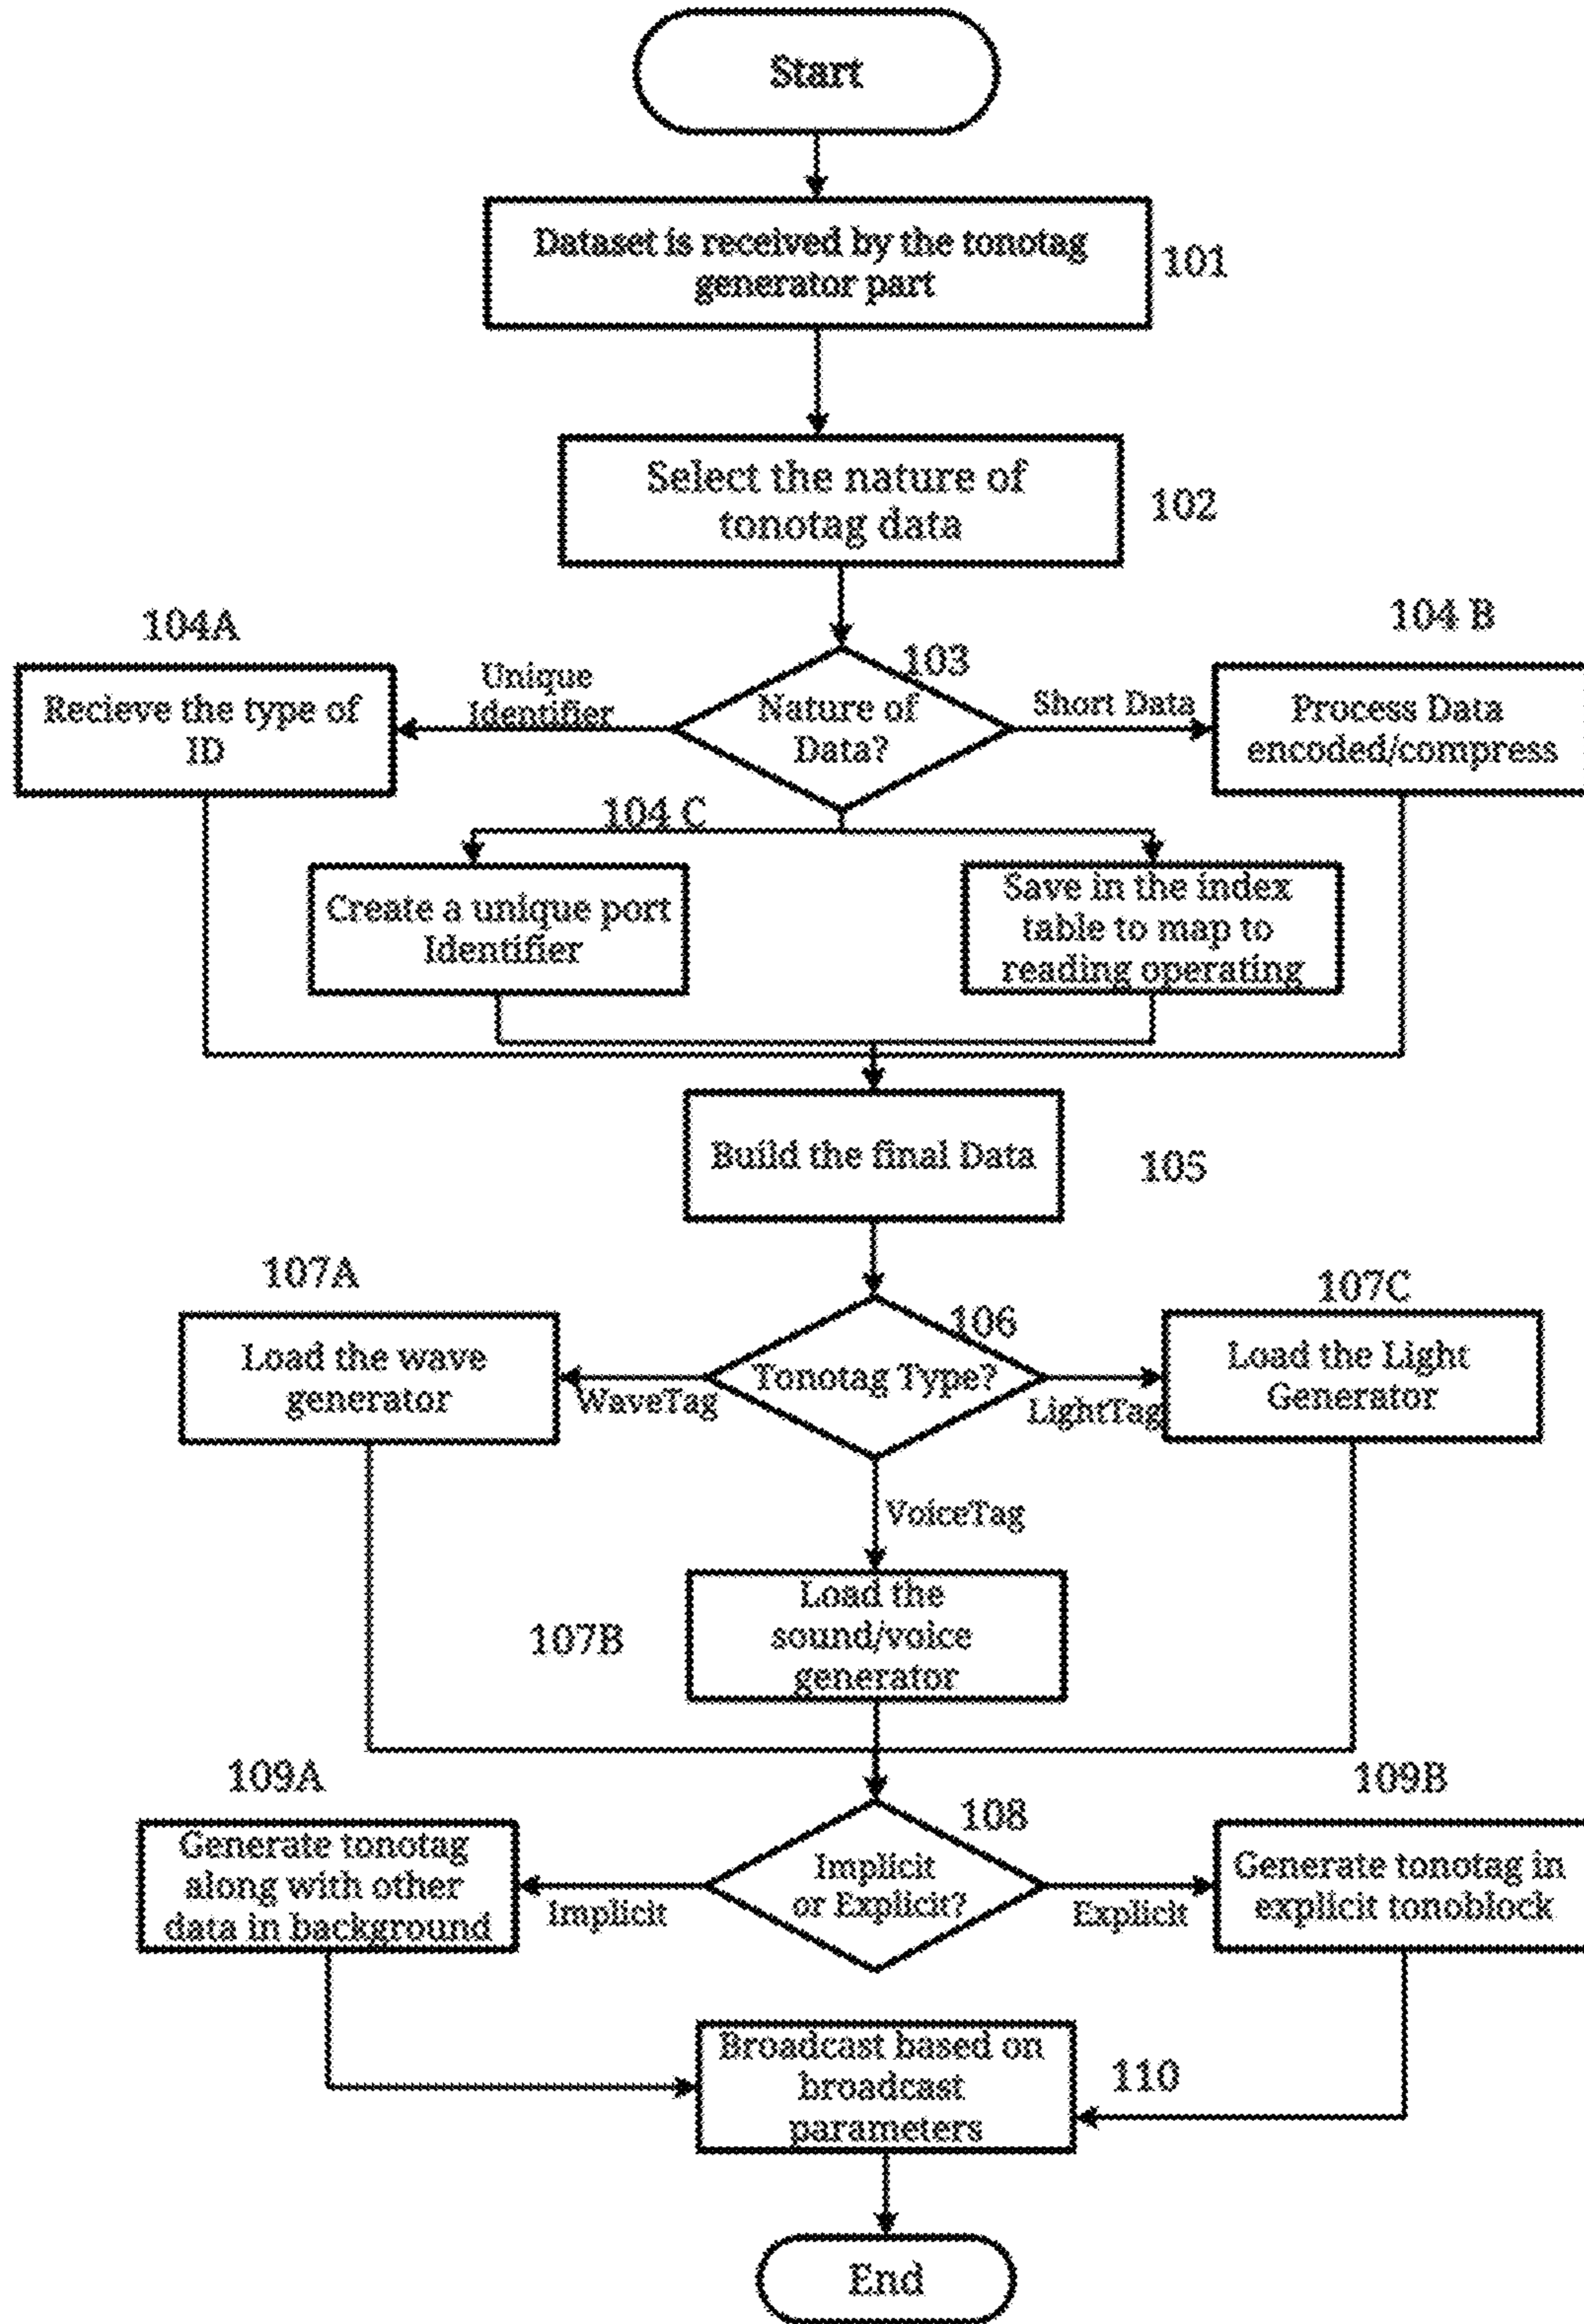 Start
Dataset is received by the tonotag
generator part
101
Select the nature of
tonotag data
102
104A
104 B
103
Recieve the type of
ID
Unique
Identifier
Nature of
Data?
Short Data
Process Data
encoded/compress
104 C
Create a unique port
Identifier
Save in the index
table to map to
reading operating
Build the final Data
105
107A
107C
106
Load the wave
generator
WaveTag
Tonotag Type?
LightTag
Load the Light
Generator
VoiceTag
107B
Load the
sound/voice
generator
109A
109B
108
Generate tonotag
along with other
data in background
Implicit
Implicit
or Explicit?
Explicit
Generate tonotag in
explicit tonoblock
Broadcast based on
broadcast
parameters
110
End